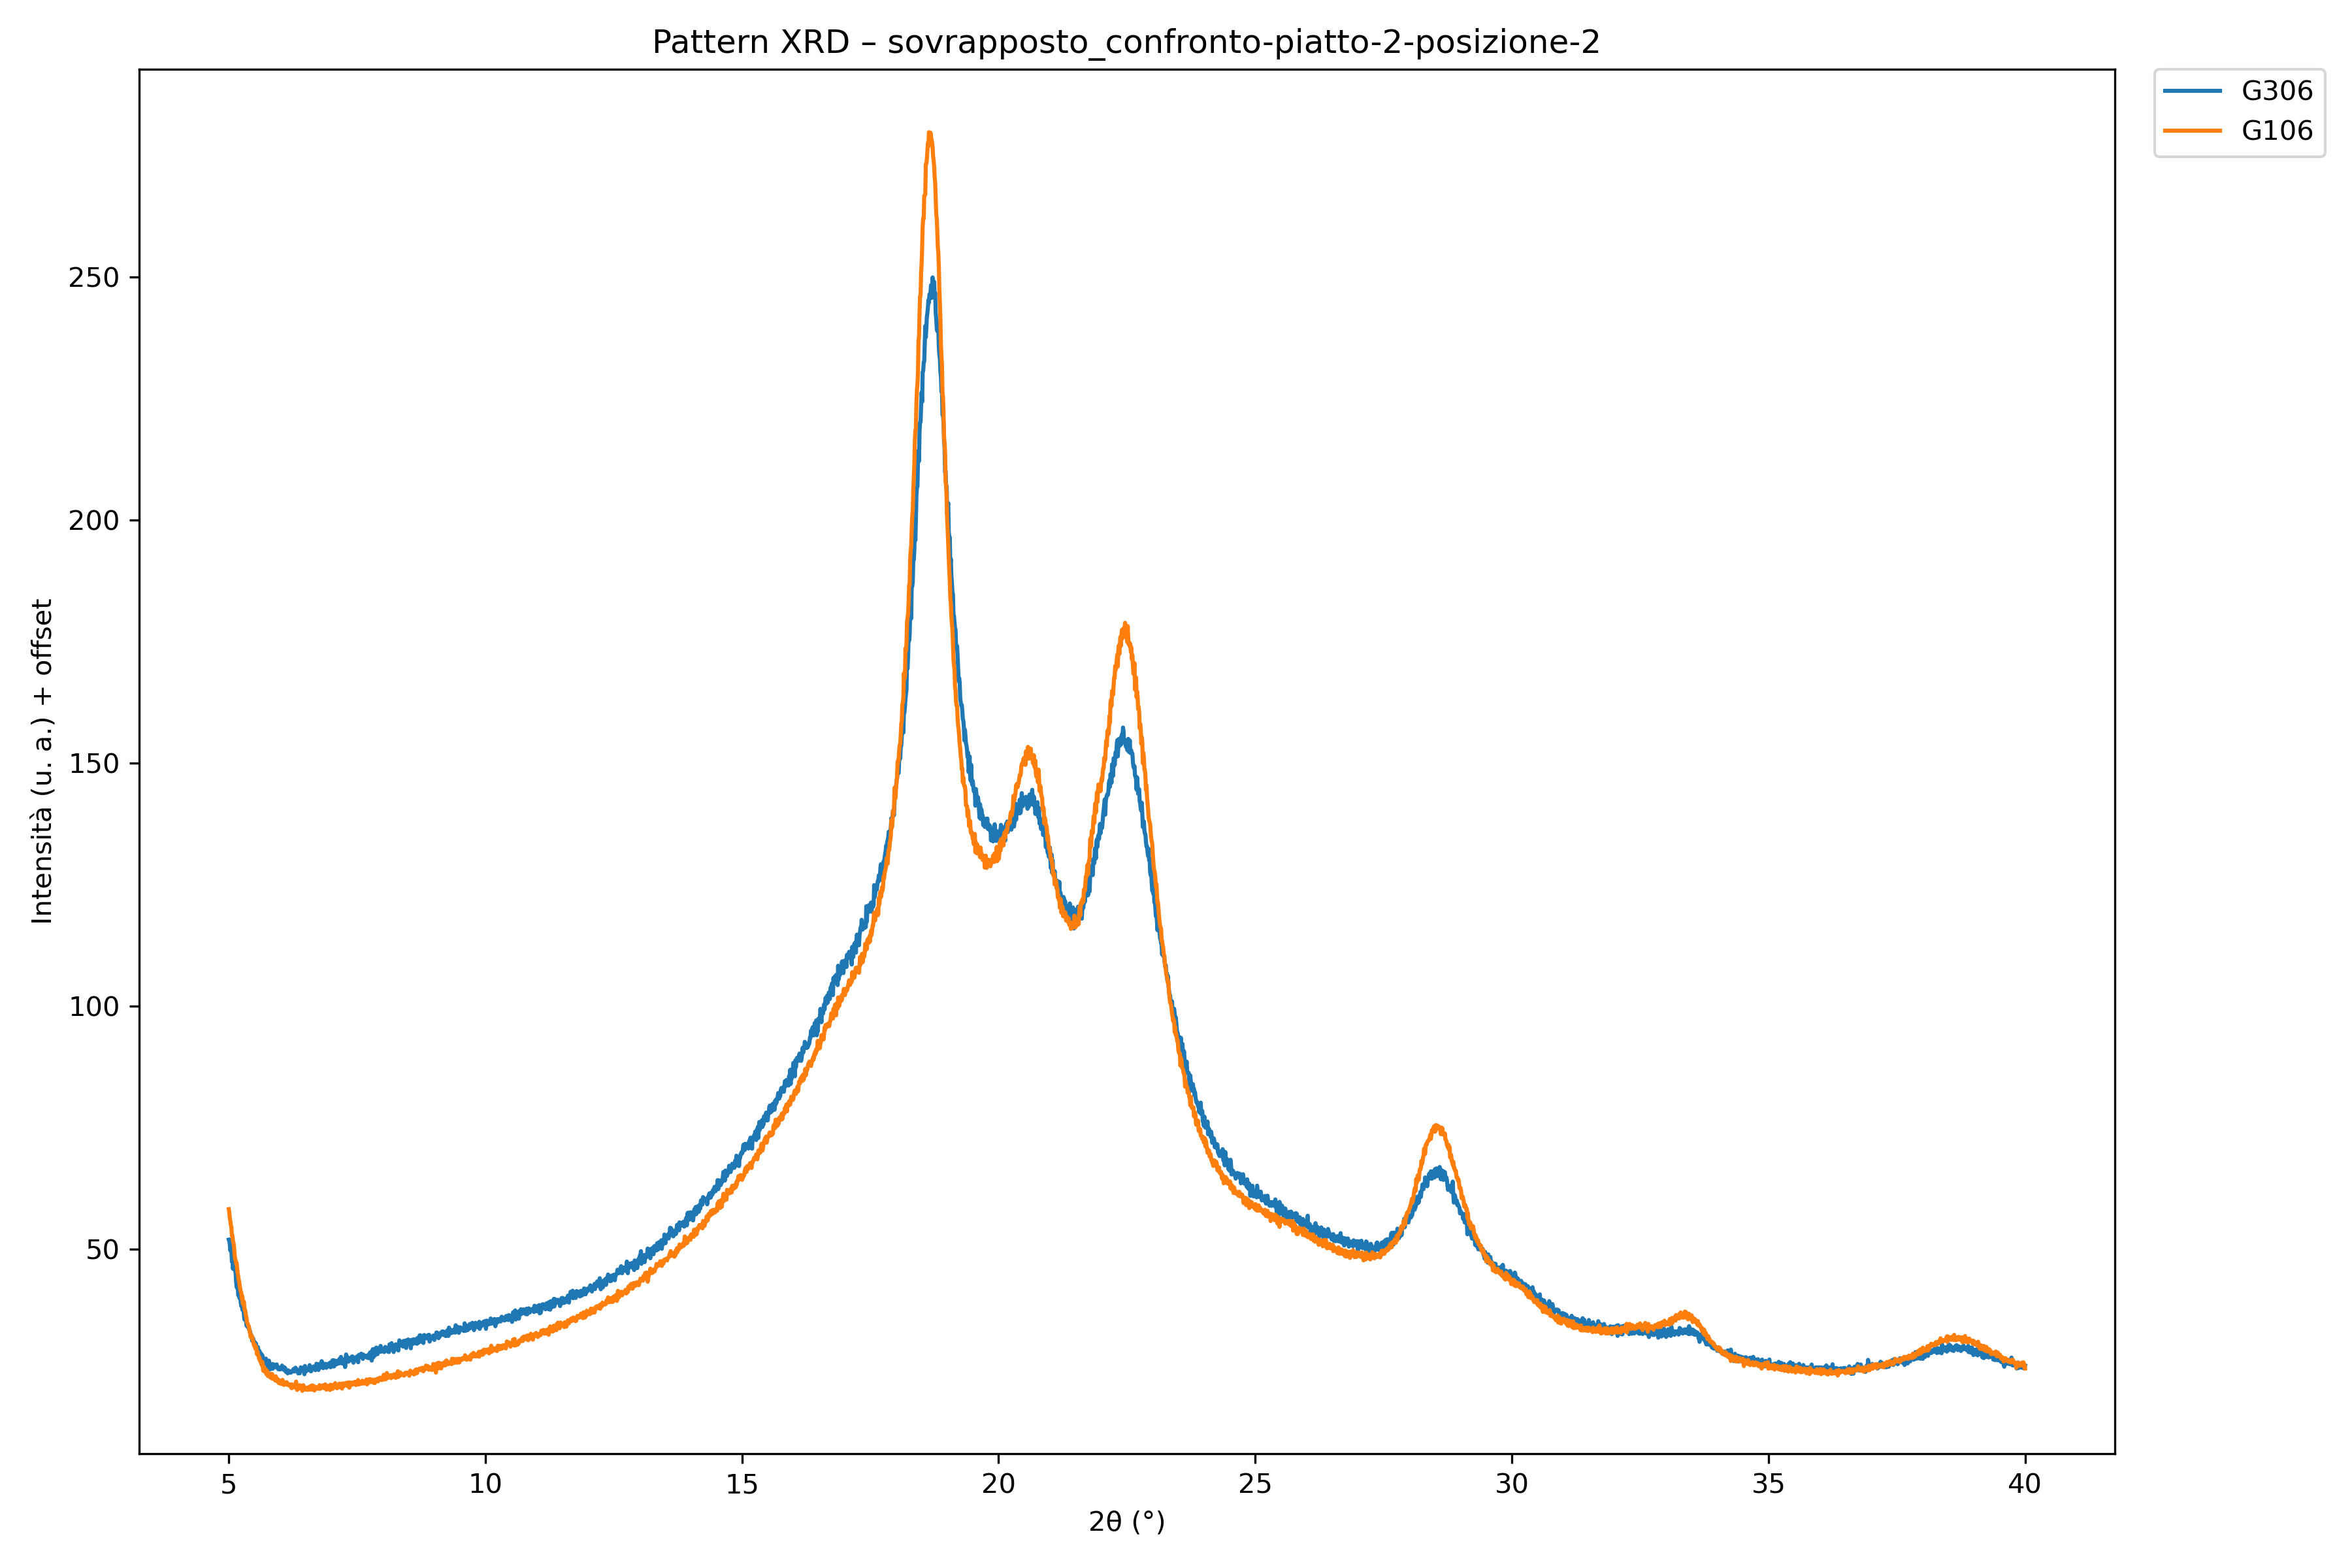 Pattern XRD – sovrapposto_confronto-piatto-2-posizione-2
G306
G106
250
200
150
100
50
Intensità (u. a.) + offset
5 10 15 20 25 30 35 40
2θ (°)